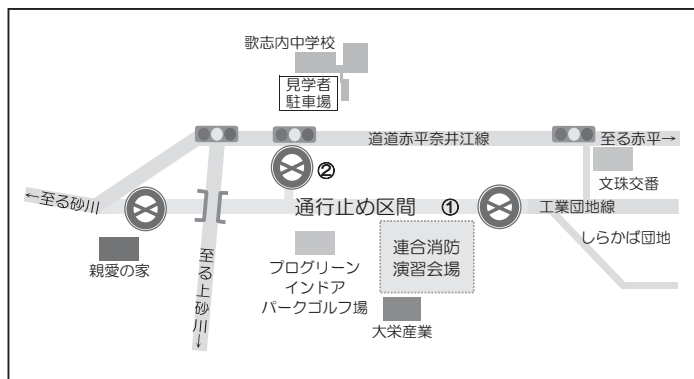 歌志内中学校
見学者
駐車場
道道赤平奈井江線
至る赤平→
②
文珠交番
←至る砂川
通行止め区間
①
工業団地線
しらかば団地
親愛の家
至る上砂川→
プログリーン
インドア
パークゴルフ場
連合消防
演習会場
大栄産業